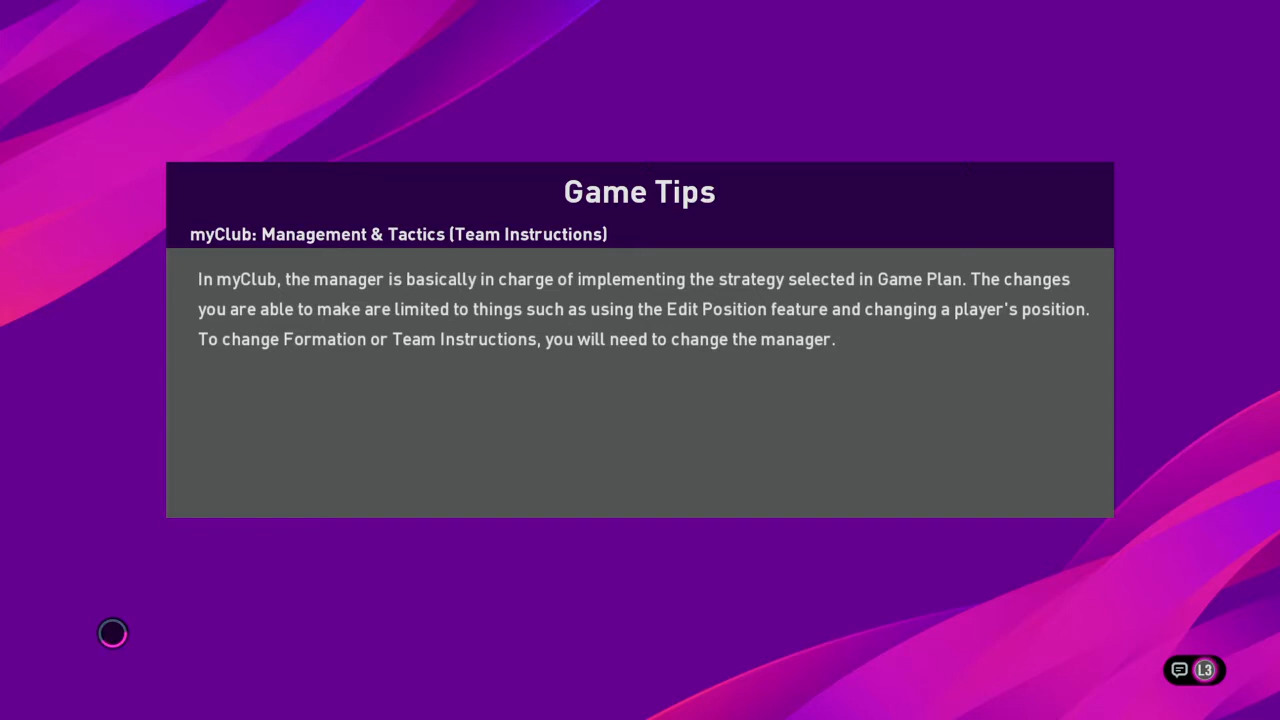 Game Tips
myClub: Management & Tactics (Team Instructions)
In myClub, the manager is basically in charge of implementing the strategy selected in Game Plan. The changes
you are able to make are limited to things such as using the Edit Position feature and changing a player's position.
To change Formation or Team Instructions, you will need to change the manager.
L3